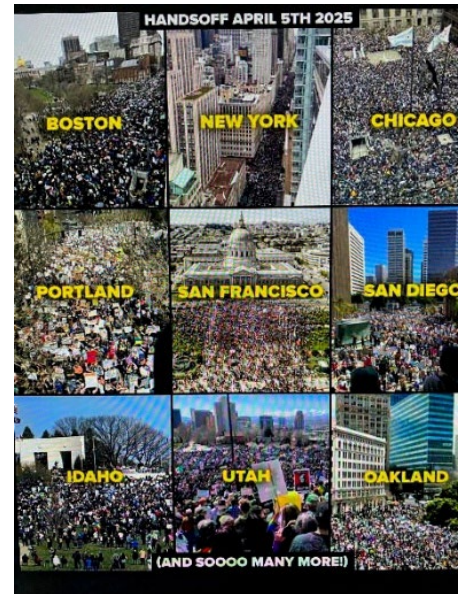 HANDSOFF APRIL 5TH 2025
BOSTON
NEW YORK
CHICAGO
PORTLAND
SAN FRANCISCO
SAN DIEGO
IDAHO
UTAH
OAKLAND
(AND SOOOO MANY MORE!)